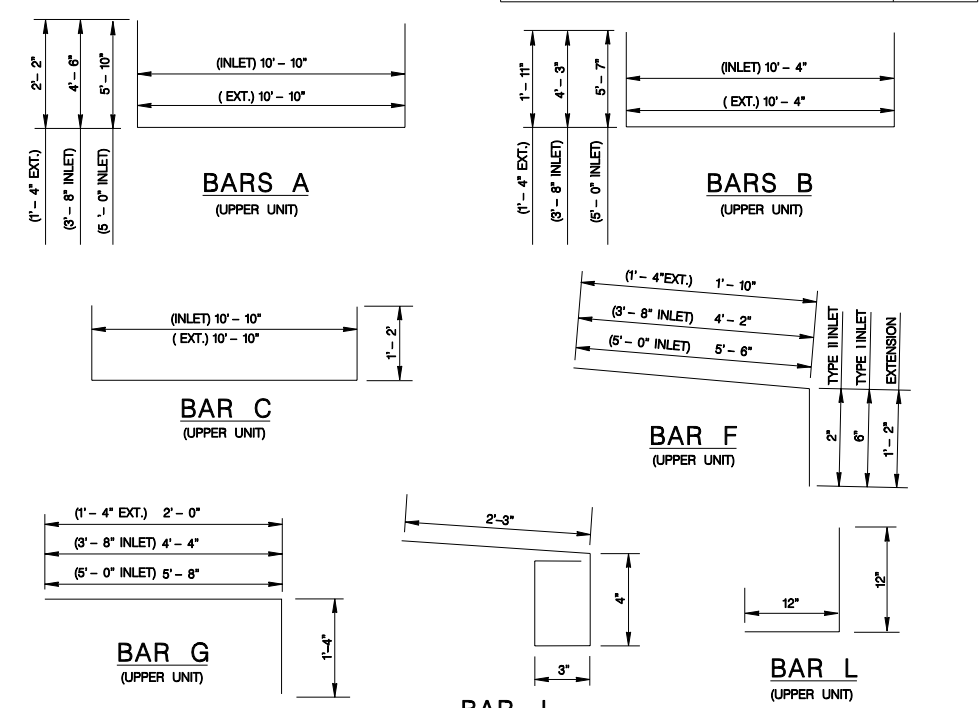 2'- 2"
4'- 6"
5'- 10"
(INLET) 10' - 10"
( EXT.) 10' - 10"
(1' - 4" EXT.)
(3' - 8" INLET)
(5 '- 0" INLET)
BARS A
(UPPER UNIT)
1'- 11"
4'- 3"
5'- 7"
(INLET) 10' - 4"
( EXT.) 10' - 4"
(1' - 4" EXT.)
(3' - 8" INLET)
(5' - 0" INLET)
BARS B
(UPPER UNIT)
(INLET) 10' - 10"
( EXT.) 10' - 10"
1' - 2'
BAR C
(UPPER UNIT)
(1' - 4"EXT.) 1' - 10"
(3' - 8" INLET) 4' - 2"
(5' - 0" INLET) 5' - 6"
TYPE II INLET
TYPE I INLET
EXTENSION
2"
6"
1' - 2"
BAR F
(UPPER UNIT)
(1' - 4" EXT.) 2' - 0"
(3' - 8" INLET) 4' - 4"
(5' - 0" INLET) 5' - 8"
1'-4"
BAR G
(UPPER UNIT)
2'-3"
4"
3"
12"
12"
BAR L
(UPPER UNIT)
BAR